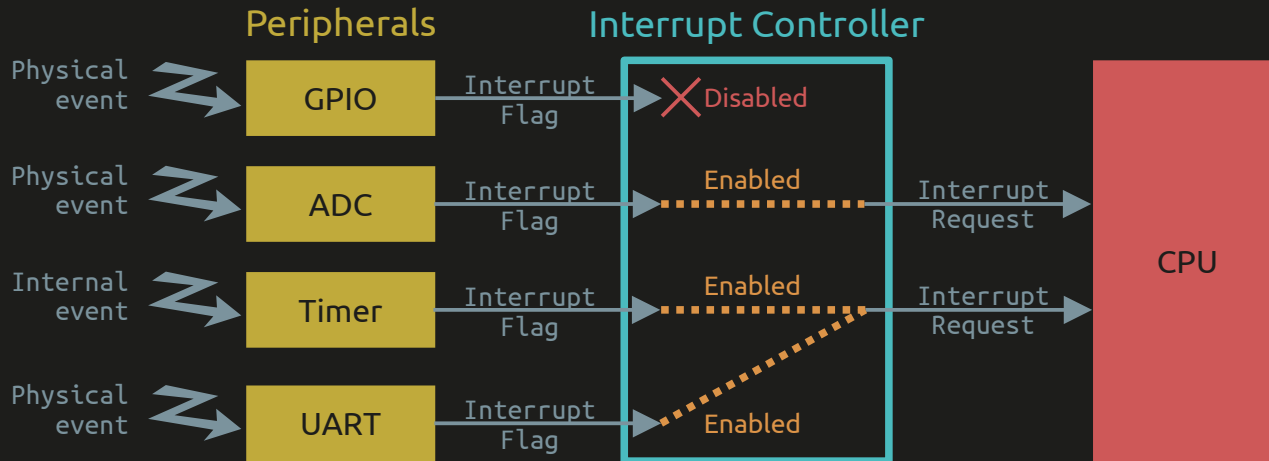 Peripherals
Interrupt Controller
Physical
event
GPIO
Interrupt
Flag
Disabled
Physical
event
ADC
Interrupt
Flag
Enabled
Interrupt
Request
Internal
event
Timer
Interrupt
Flag
Enabled
Interrupt
Request
CPU
Physical
event
UART
Interrupt
Flag
Enabled